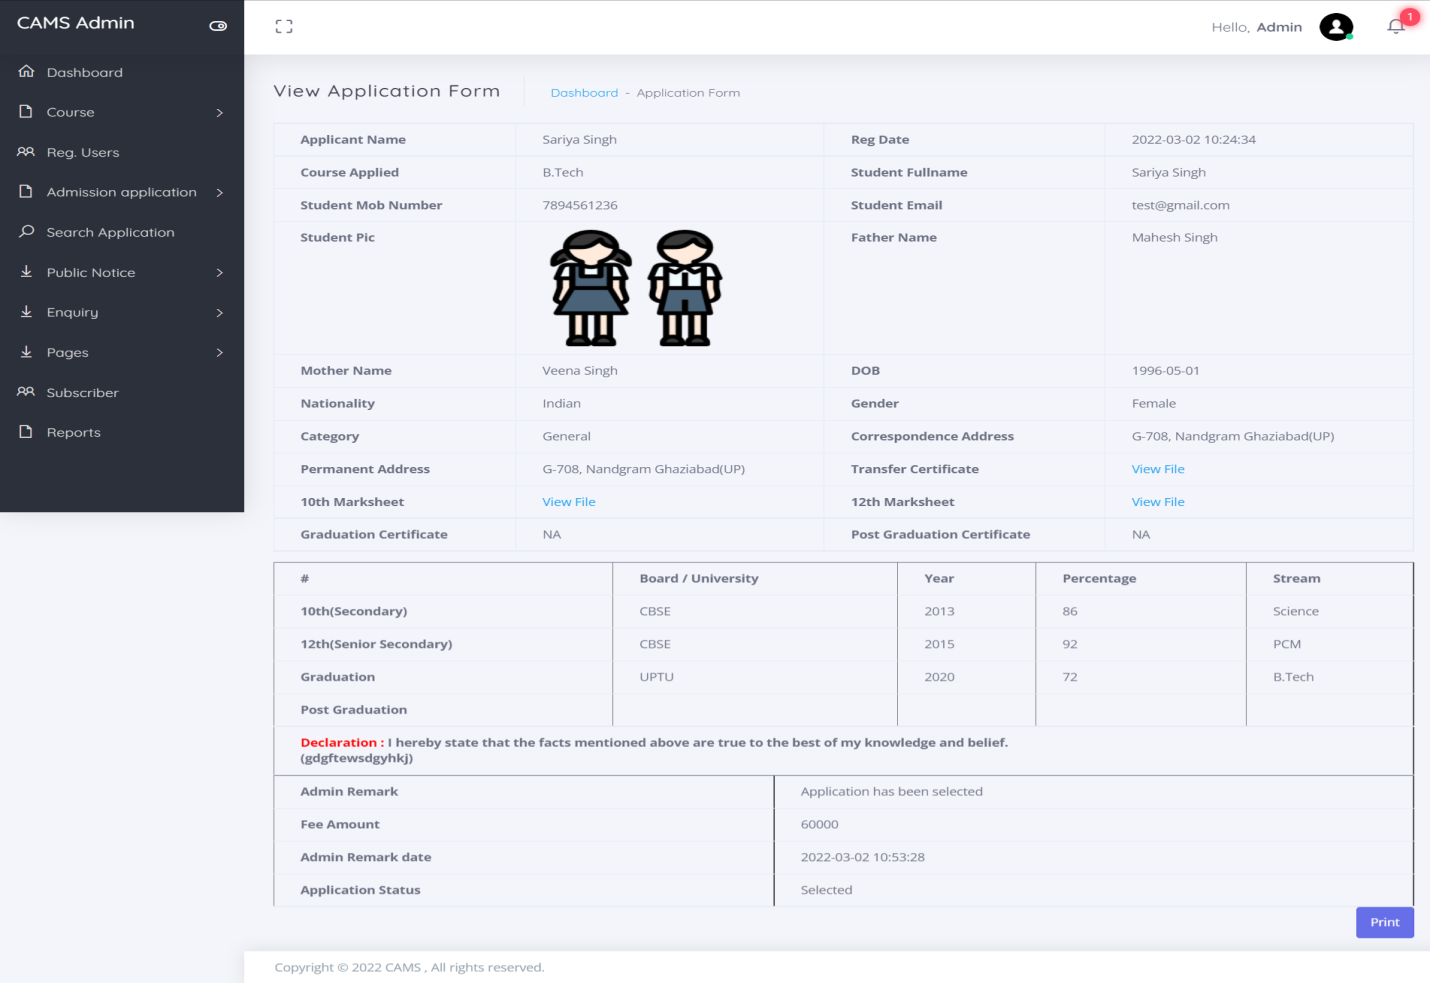 CAMS Admin
Hello, Admin
1
Dashboard
Course
Reg. Users
Admission application
Search Application
Public Notice
Enquiry
Pages
Subscriber
Reports
View Application Form
Dashboard - Application Form
Applicant Name Sariya Singh Reg Date 2022-03-02 10:24:34
Course Applied B.Tech Student Fullname Sariya Singh
Student Mob Number 7894561236 Student Email test@gmail.com
Student Pic Father Name Mahesh Singh
Mother Name Veena Singh DOB 1996-05-01
Nationality Indian Gender Female
Category General Correspondence Address G-708, Nandgram Ghaziabad(UP)
Permanent Address G-708, Nandgram Ghaziabad(UP) Transfer Certificate View File
10th Marksheet View File 12th Marksheet View File
Graduation Certificate NA Post Graduation Certificate NA
# Board / University Year Percentage Stream
10th(Secondary) CBSE 2013 86 Science
12th(Senior Secondary) CBSE 2015 92 PCM
Graduation UPTU 2020 72 B.Tech
Post Graduation
Declaration : I hereby state that the facts mentioned above are true to the best of my knowledge and belief.
(gdgftewsdgyhkj)
Admin Remark Application has been selected
Fee Amount 60000
Admin Remark date 2022-03-02 10:53:28
Application Status Selected
Print
Copyright © 2022 CAMS , All rights reserved.